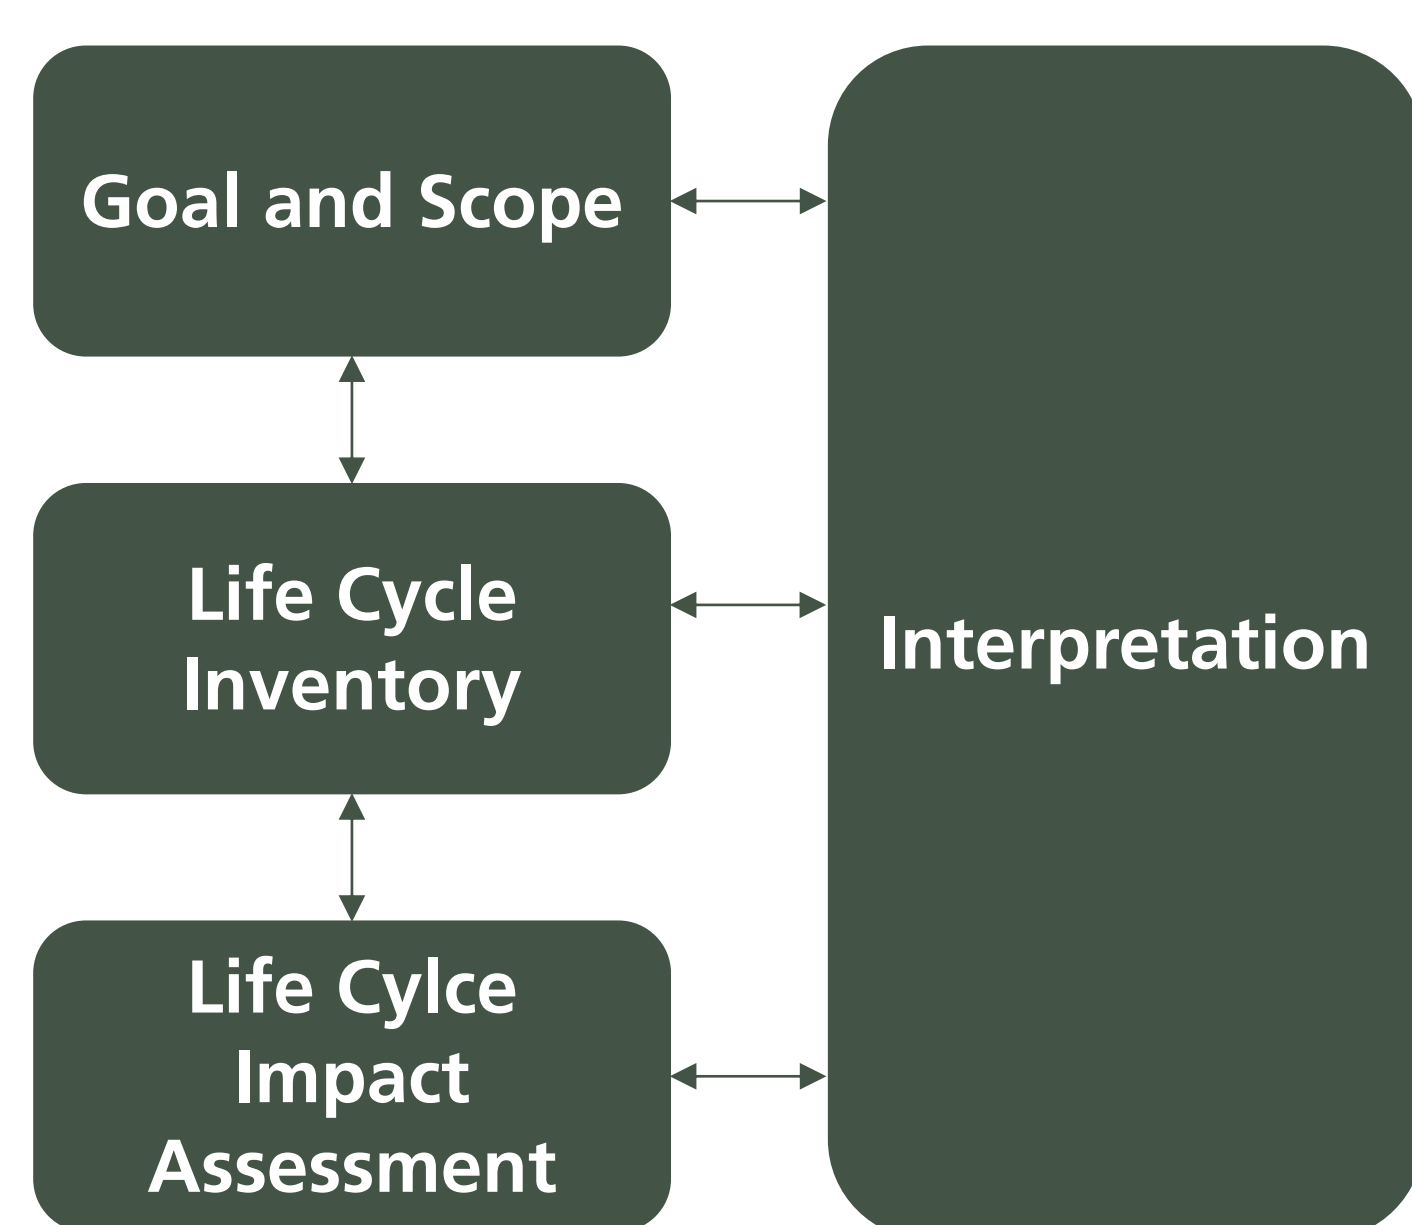 Goal and Scope
Life Cycle
Inventory
Life Cylce
Impact
Assessment
Interpretation